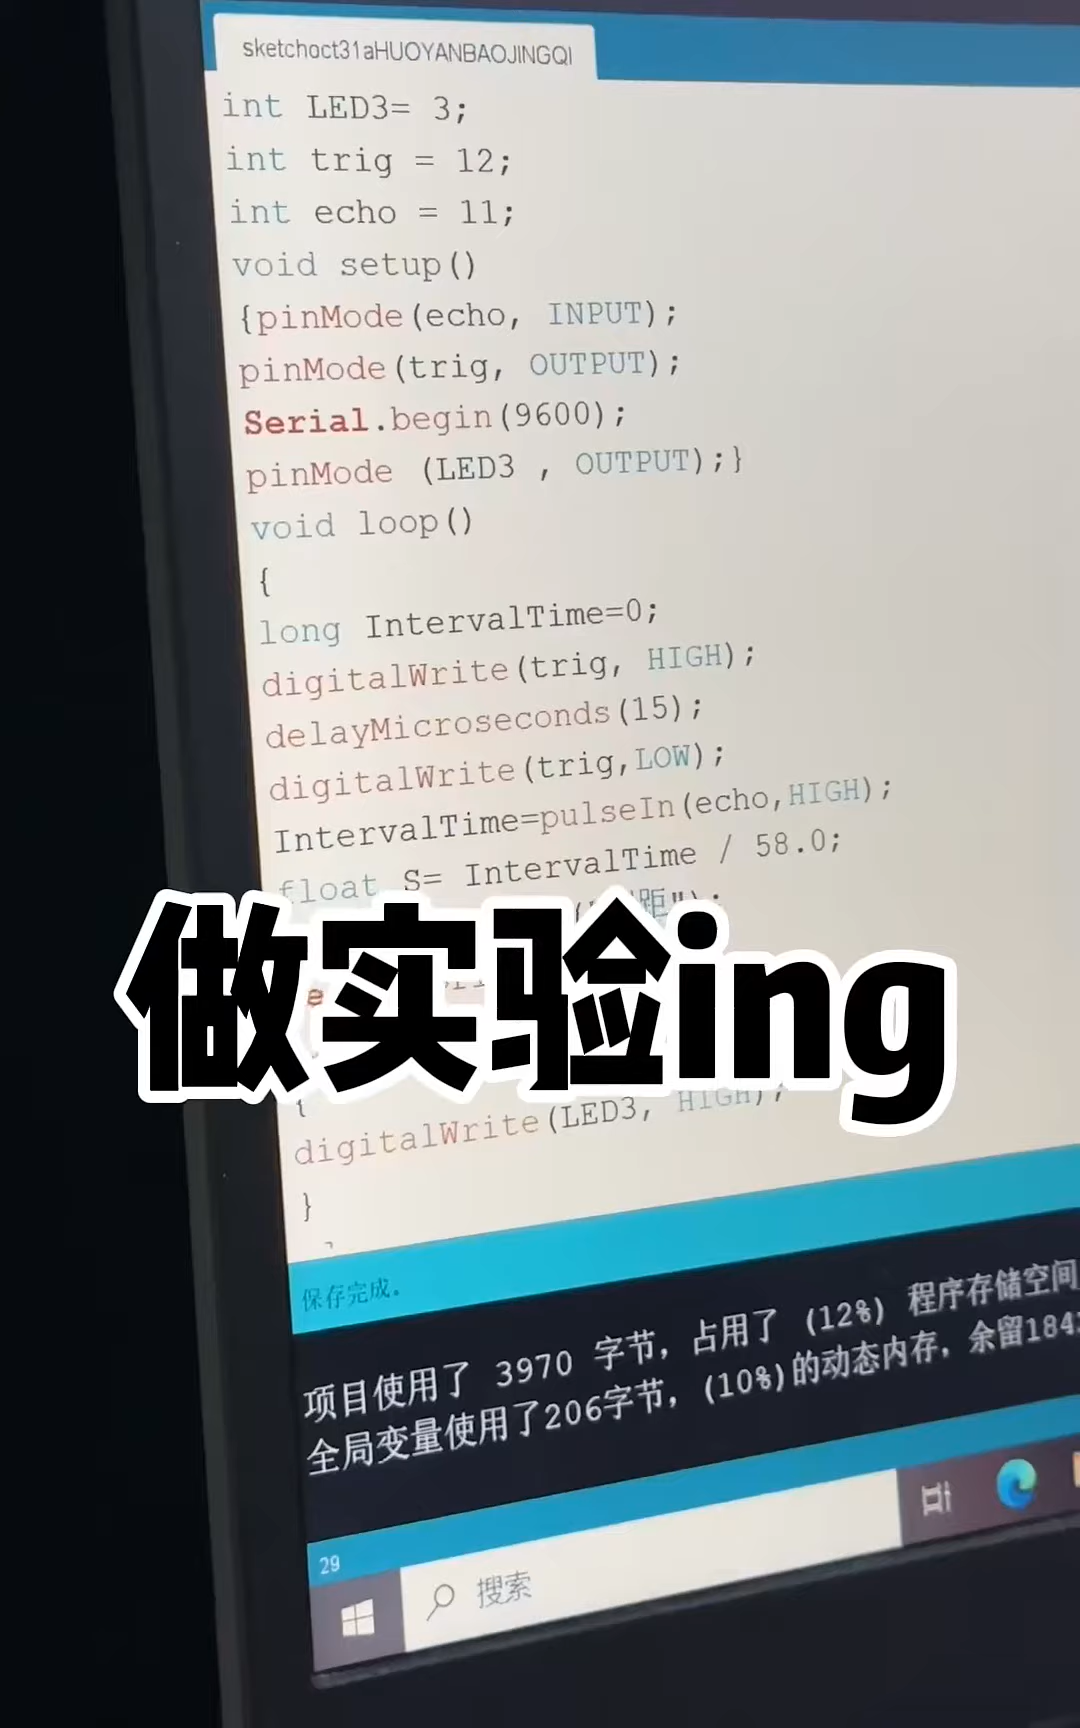 sketchoct31aHUOYANBAOJINGQI
int LED3= 3;
int trig = 12;
int echo = 11;
void setup()
{pinMode(echo, INPUT);
pinMode(trig, OUTPUT);
Serial.begin(9600);
pinMode (LED3 , OUTPUT);}
void loop()
{
long IntervalTime=0;
digitalWrite(trig, HIGH);
delayMicroseconds(15);
digitalWrite(trig,LOW);
IntervalTime=pulseIn(echo,HIGH);
float S= IntervalTime / 58.0;
距");
做实验ing
{
digitalWrite(LED3, HIGH);
}
保存完成。
项目使用了 3970 字节，占用了 (12%) 程序存储空间
全局变量使用了206字节，(10%)的动态内存，余留184
29
搜索